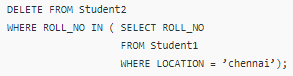 DELETE FROM Student2
WHERE ROLL_NO IN ( SELECT ROLL_NO
FROM Student1
WHERE LOCATION = ’chennai’);